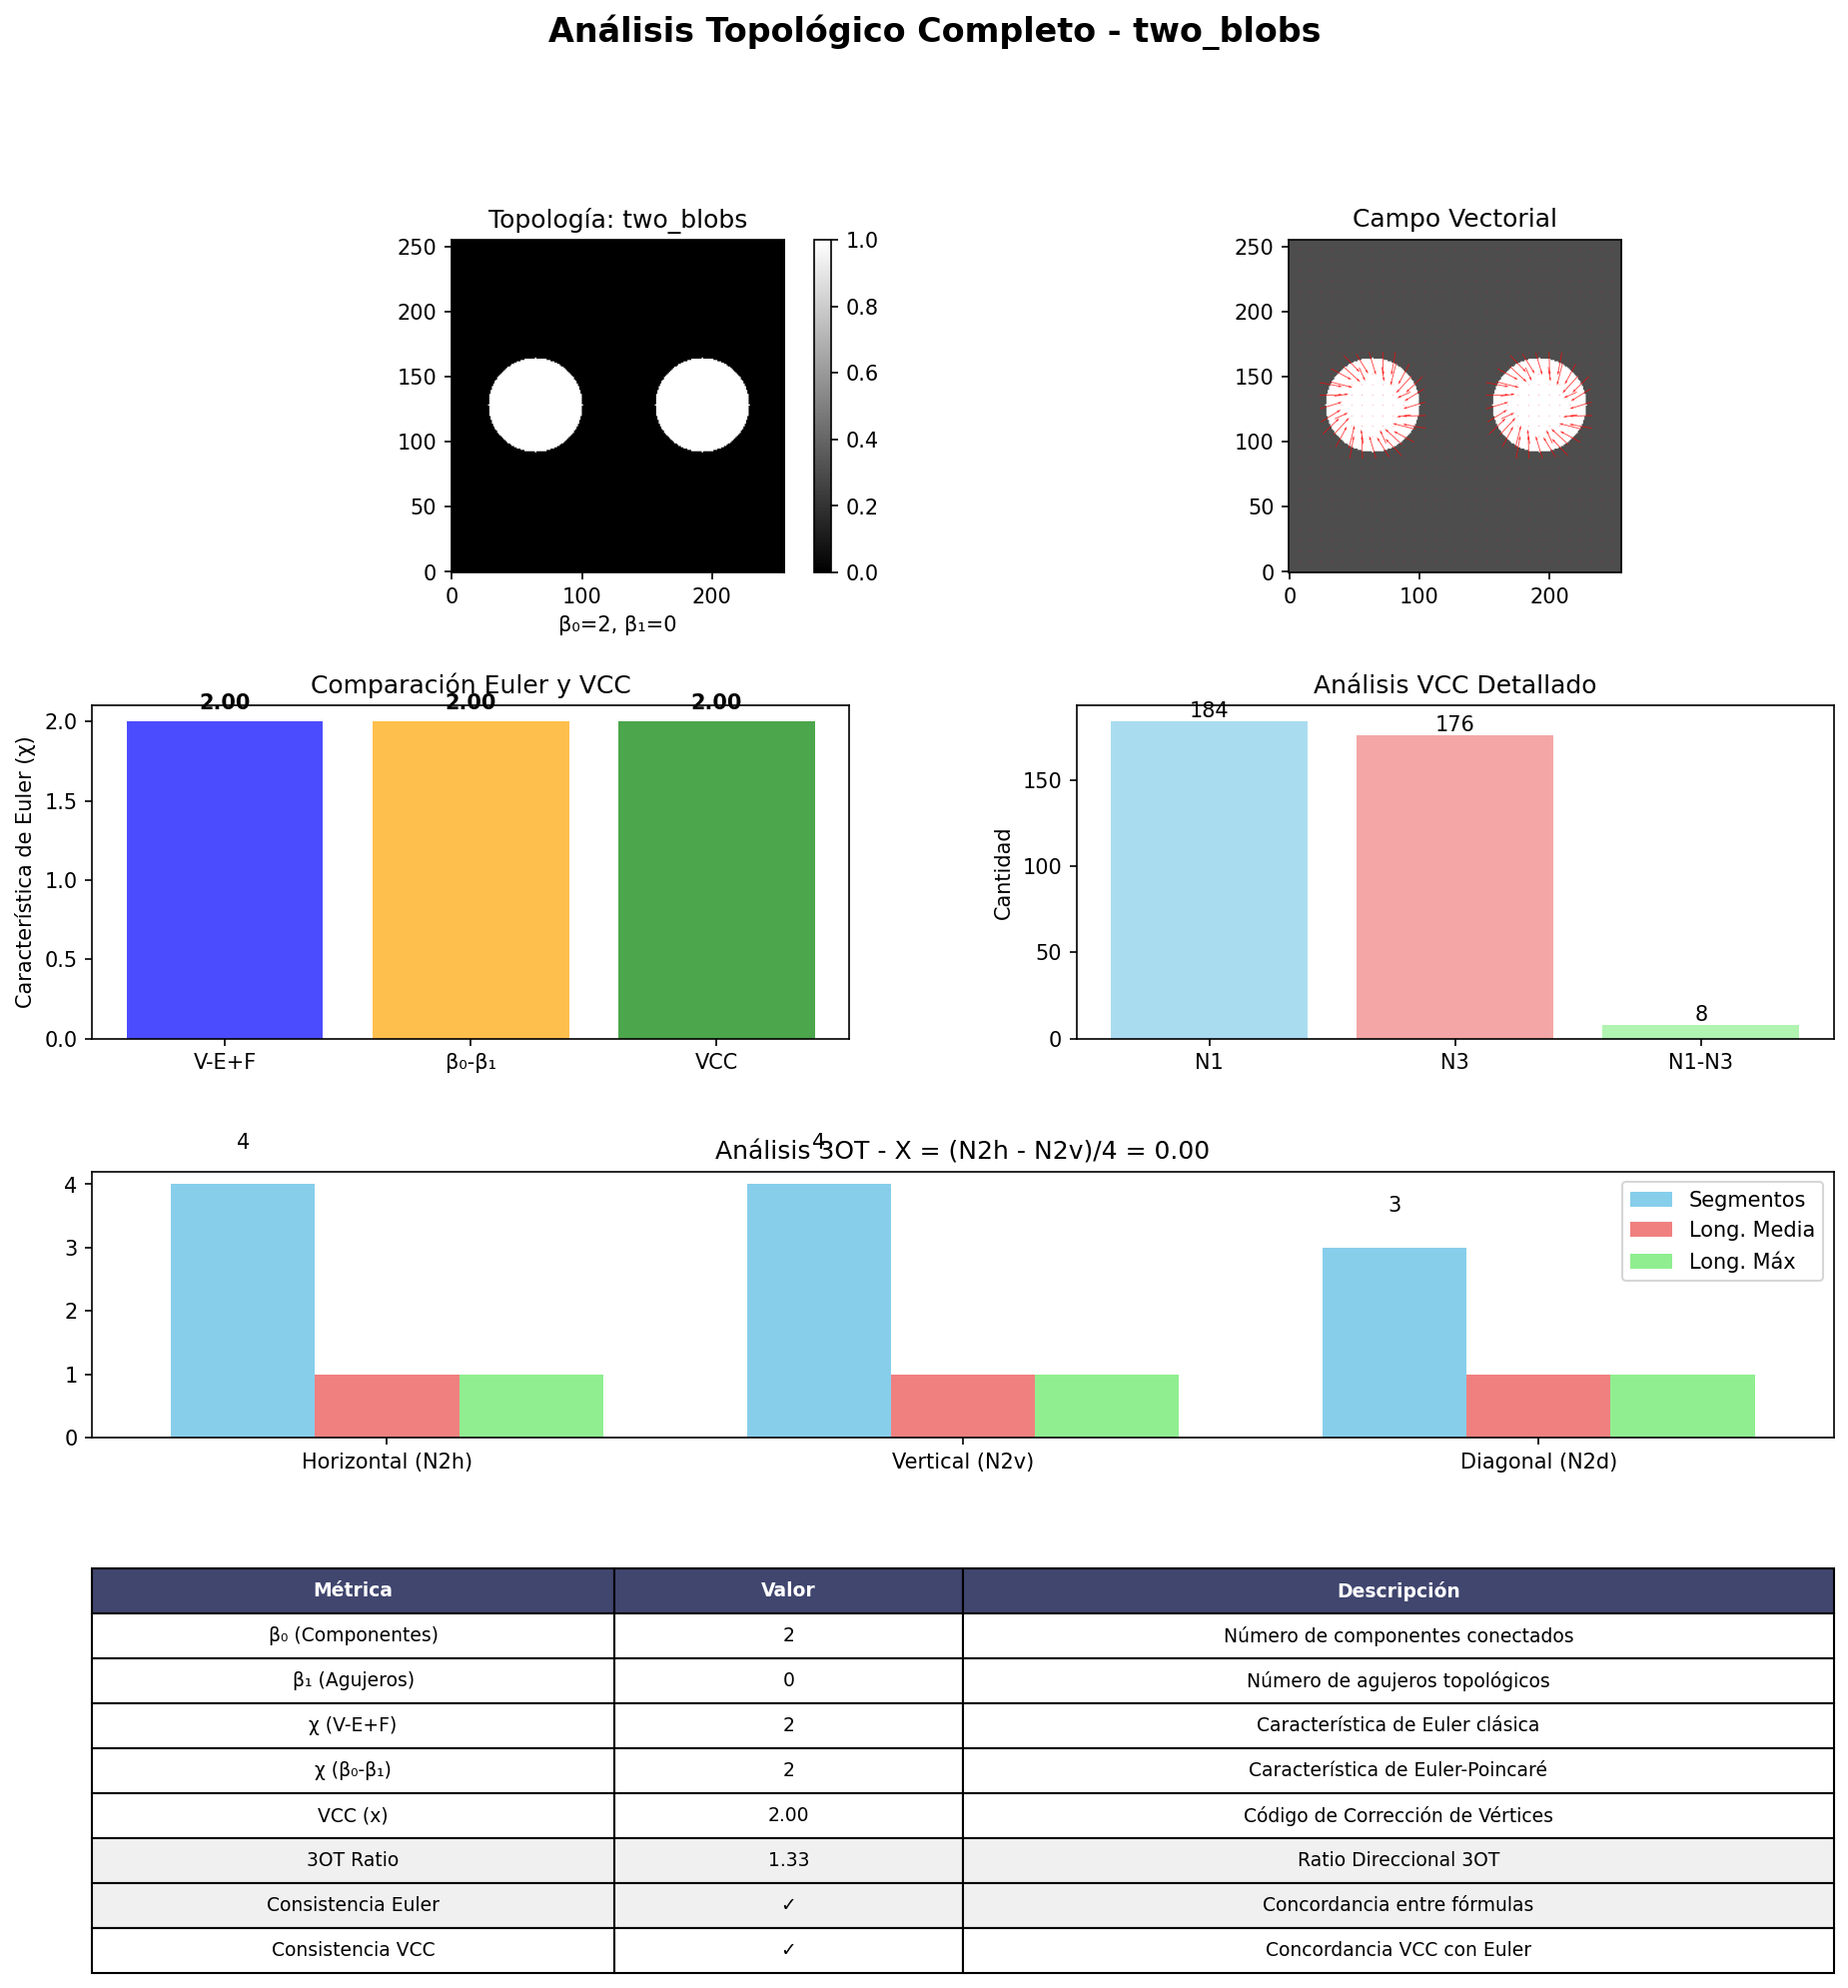 Análisis Topológico Completo - two_blobs
Topología: two_blobs
250
200
150
100
50
0
0 100 200
β₀=2, β₁=0
1.0
0.8
0.6
0.4
0.2
0.0
Campo Vectorial
250
200
150
100
50
0
0 100 200
Comparación Euler y VCC
2.00 2.00 2.00
Característica de Euler (χ)
2.0
1.5
1.0
0.5
0.0
V-E+F β₀-β₁ VCC
Análisis VCC Detallado
184 176 8
Cantidad
150
100
50
0
N1 N3 N1-N3
Análisis 3OT - X = (N2h - N2v)/4 = 0.00
4 4 3
4
3
2
1
0
Horizontal (N2h) Vertical (N2v) Diagonal (N2d)
Segmentos
Long. Media
Long. Máx
Métrica Valor Descripción
β₀ (Componentes) 2 Número de componentes conectados
β₁ (Agujeros) 0 Número de agujeros topológicos
χ (V-E+F) 2 Característica de Euler clásica
χ (β₀-β₁) 2 Característica de Euler-Poincaré
VCC (x) 2.00 Código de Corrección de Vértices
3OT Ratio 1.33 Ratio Direccional 3OT
Consistencia Euler ✓ Concordancia entre fórmulas
Consistencia VCC ✓ Concordancia VCC con Euler